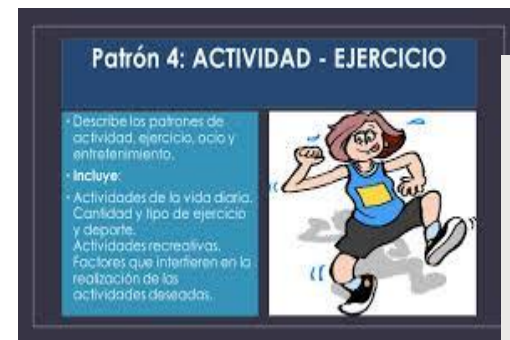 Patrón 4: ACTIVIDAD - EJERCICIO
• Describe los patrones de
actividad, ejercicio, ocio y
entretenimiento.
• Incluye:
• Actividades de la vida diaria.
Cantidad y tipo de ejercicio
y deporte.
Actividades recreativas.
Factores que interfieren en la
realización de las
actividades deseadas.